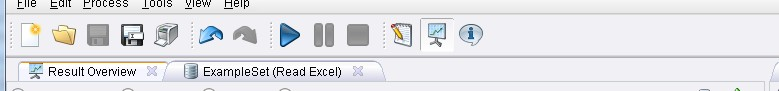 File Edit Process Tools View Help
Result Overview ExampleSet (Read Excel)